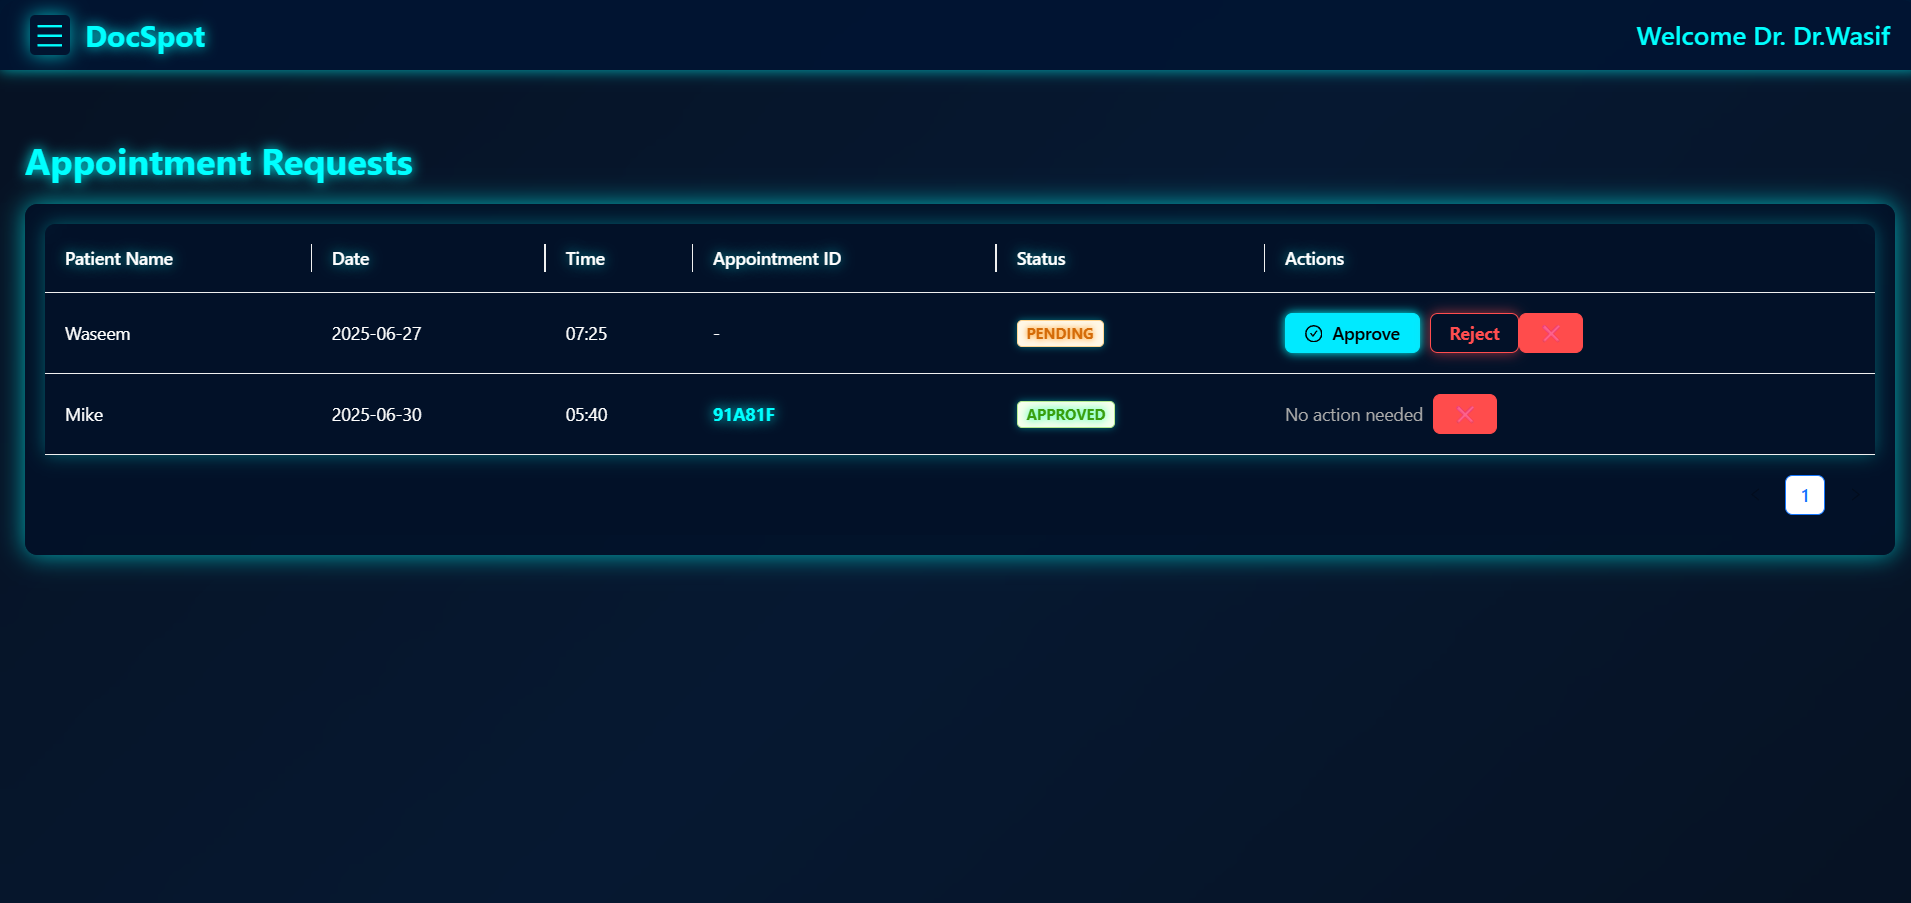 DocSpot
Welcome Dr. Dr.Wasif
Appointment Requests
Patient Name Date Time Appointment ID Status Actions
Waseem 2025-06-27 07:25 - PENDING Approve Reject
Mike 2025-06-30 05:40 91A81F APPROVED No action needed
1